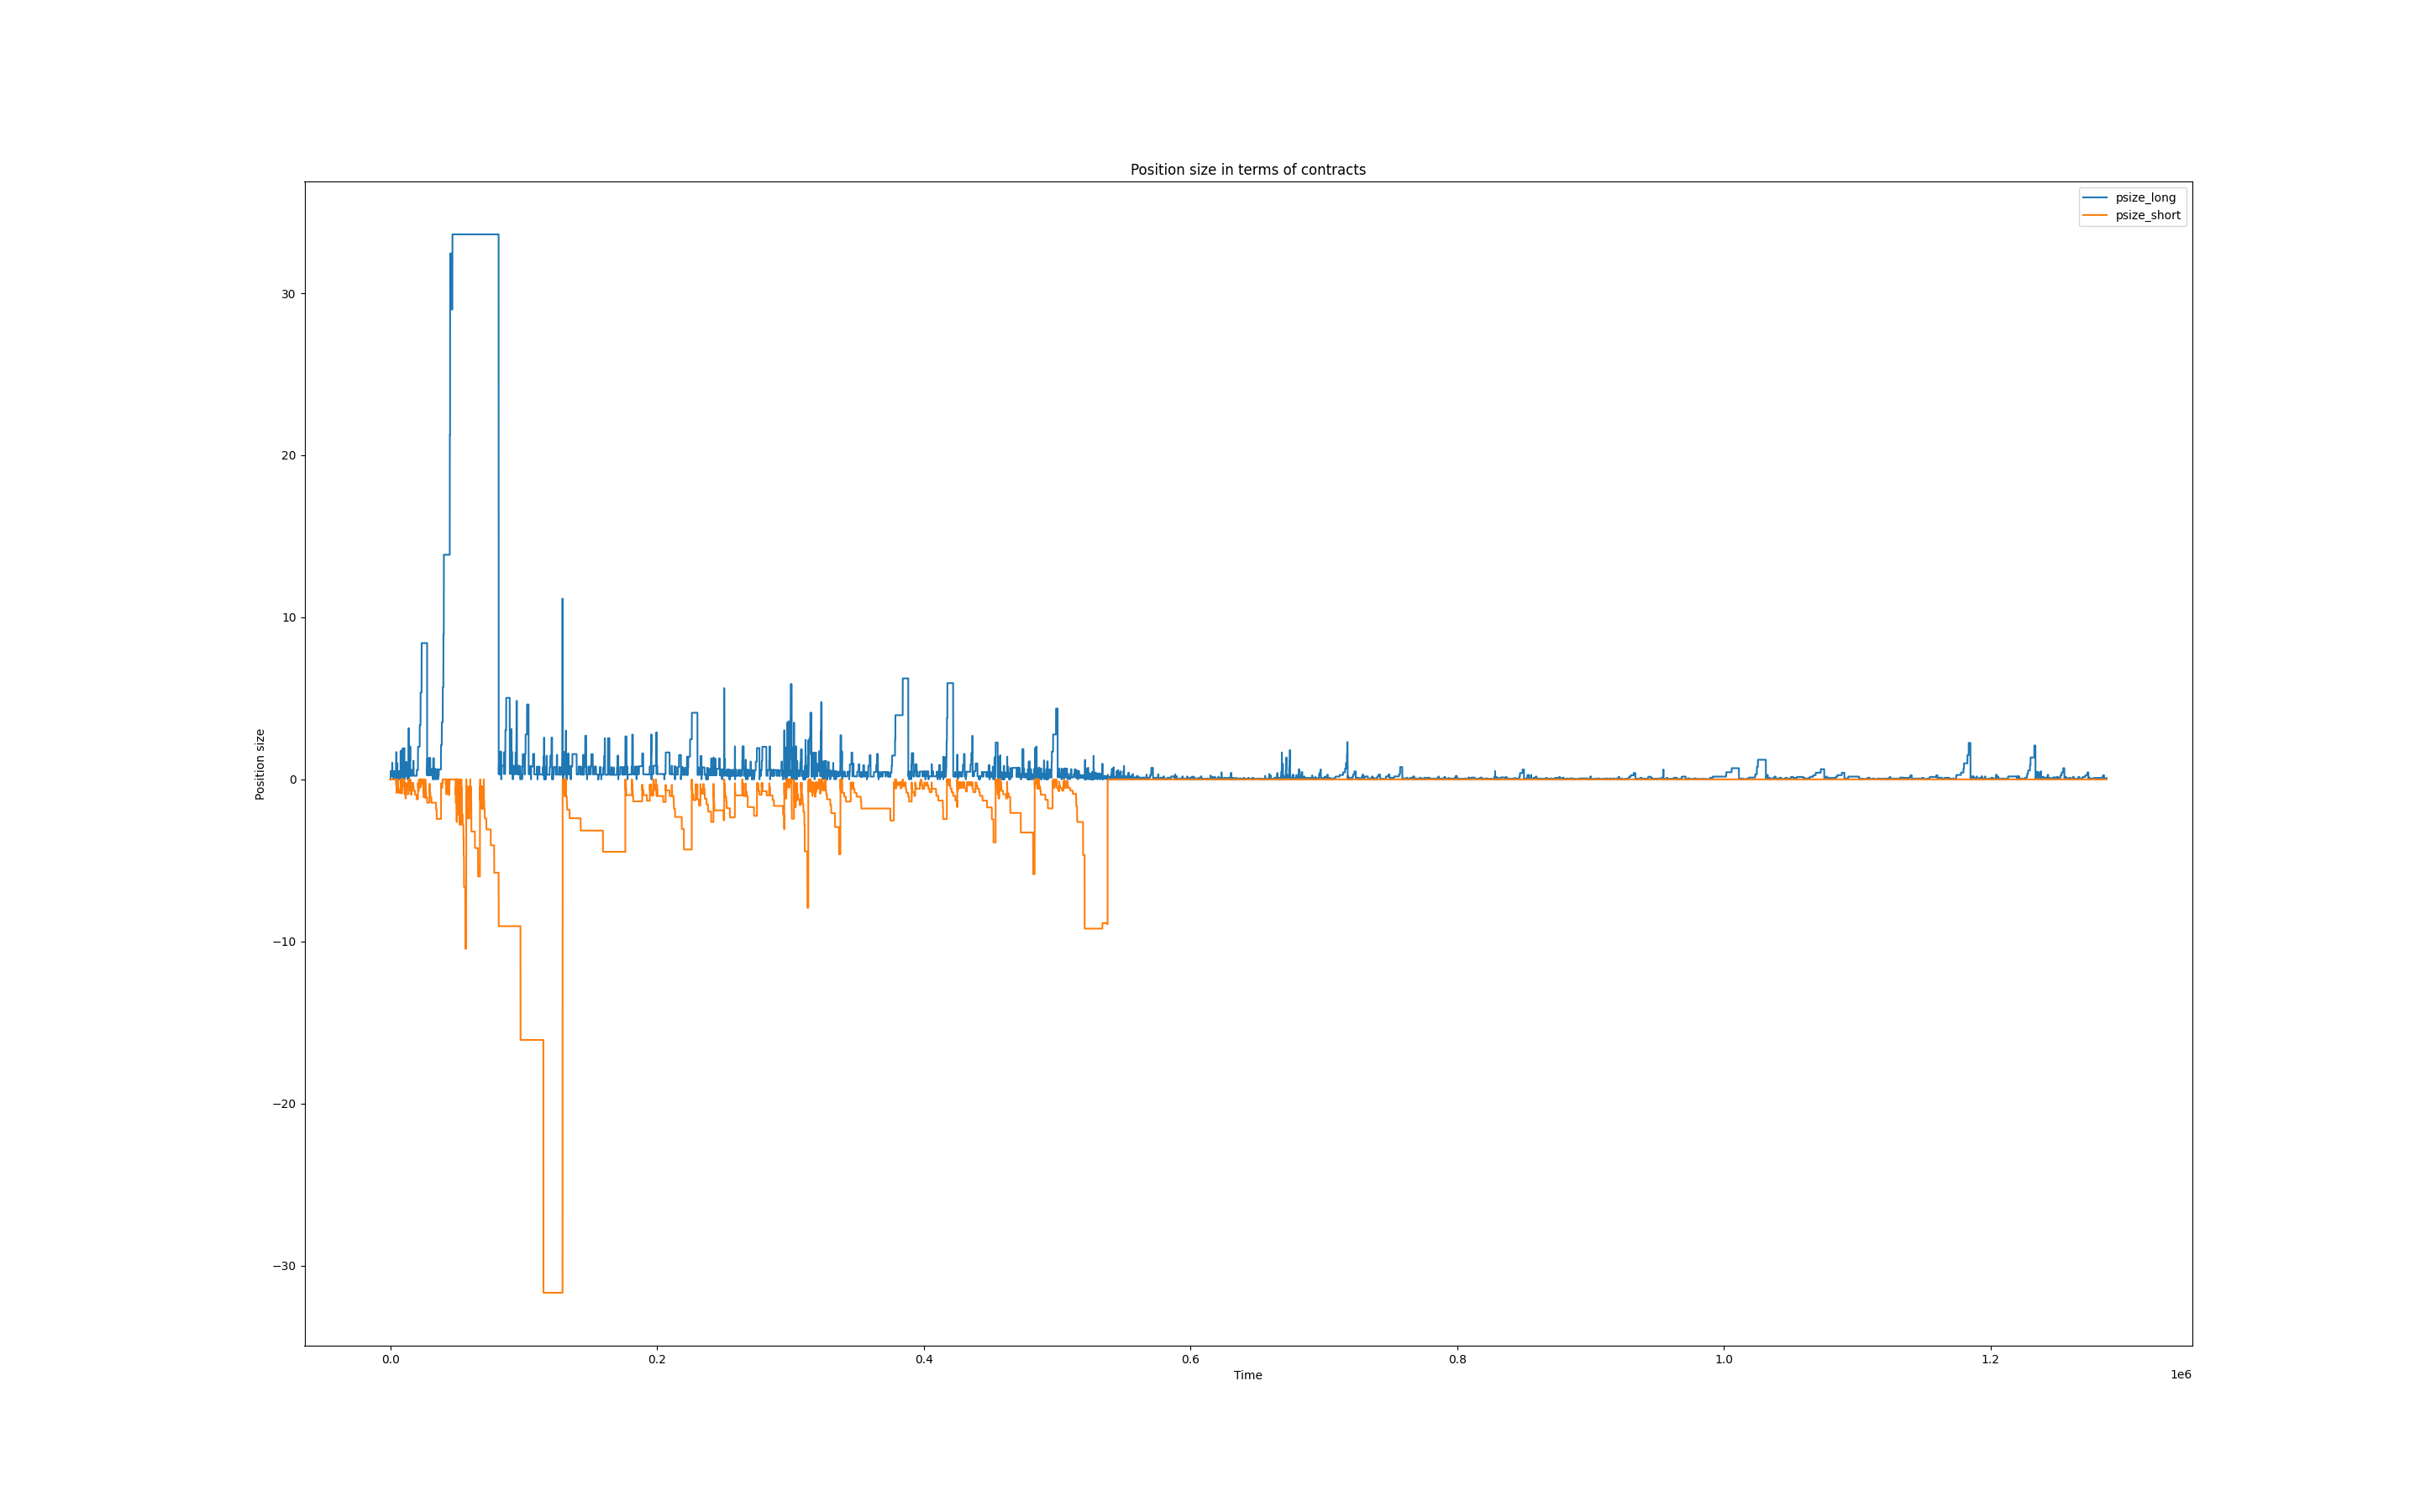 Position size in terms of contracts
psize_long
psize_short
Position size
30
20
10
0
−10
−20
−30
0.0
0.2
0.4
0.6
0.8
1.0
1.2
1e6
Time